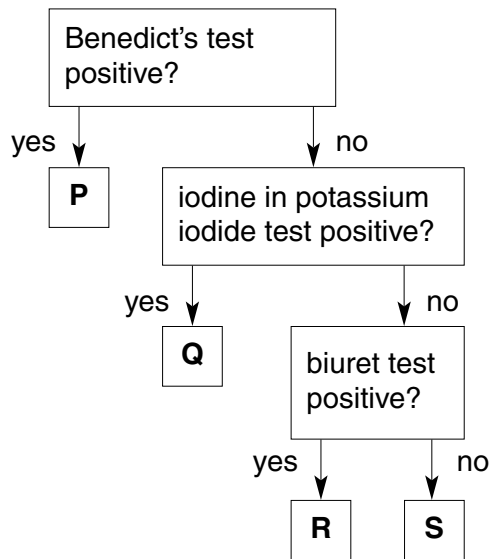 Benedict's test
positive?
yes
no
P
iodine in potassium
iodide test positive?
yes
no
Q
biuret test
positive?
yes
no
R
S